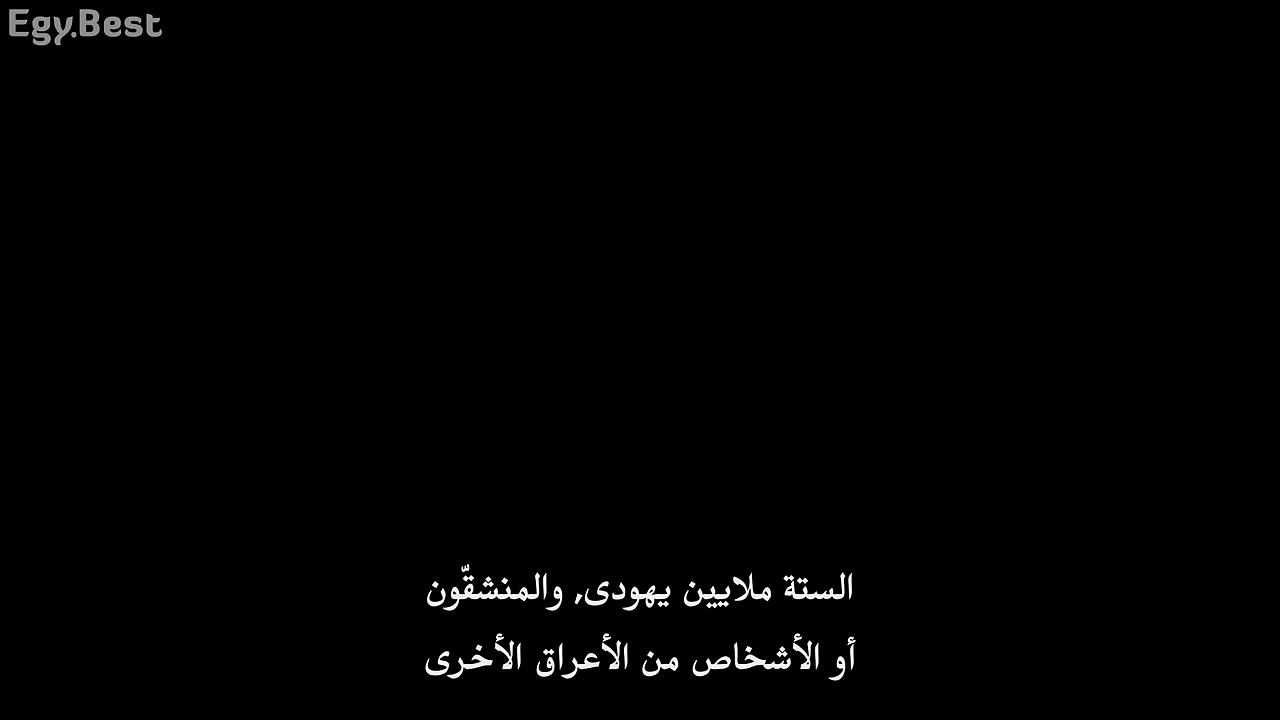 Egy.Best
الستة ملايين يهودى, والمنشقّون
أو الأشخاص من الأعراق الأخرى